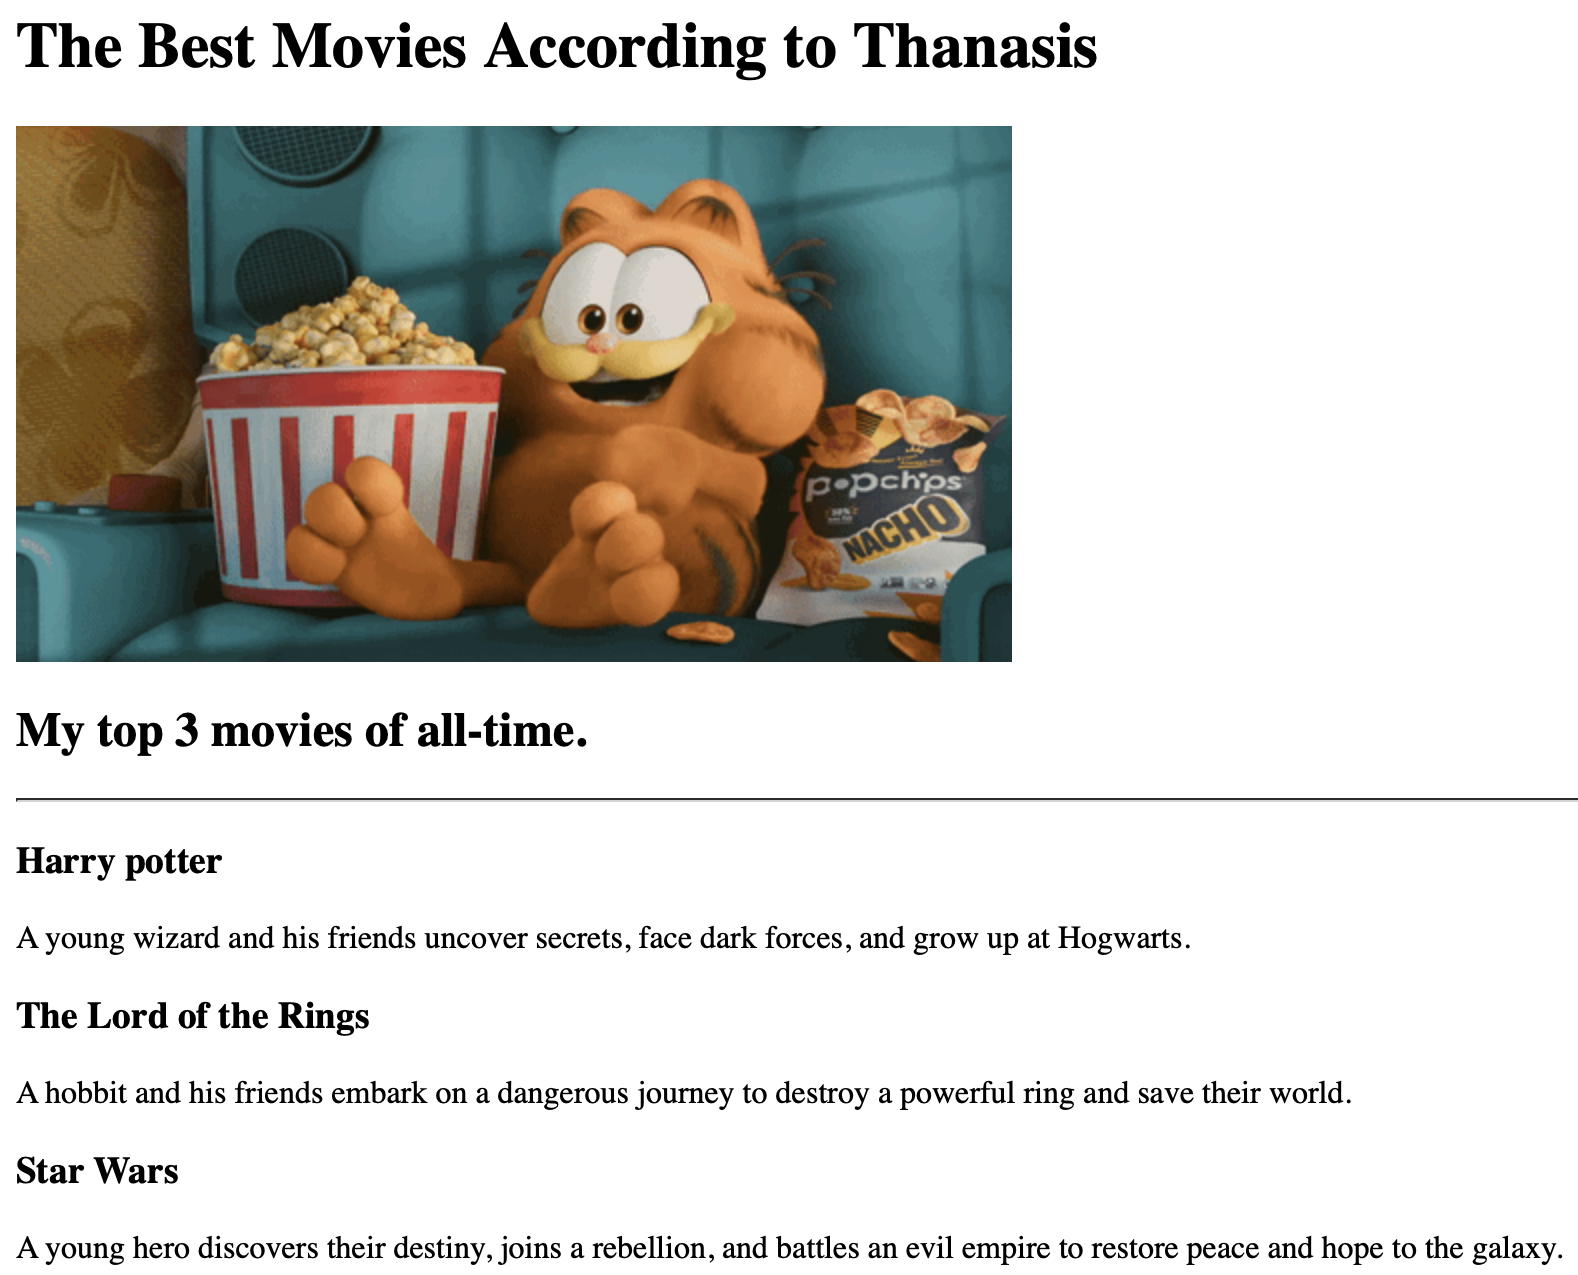 The Best Movies According to Thanasis
popchips
NACHO
My top 3 movies of all-time.
Harry potter
A young wizard and his friends uncover secrets, face dark forces, and grow up at Hogwarts.
The Lord of the Rings
A hobbit and his friends embark on a dangerous journey to destroy a powerful ring and save their world.
Star Wars
A young hero discovers their destiny, joins a rebellion, and battles an evil empire to restore peace and hope to the galaxy.